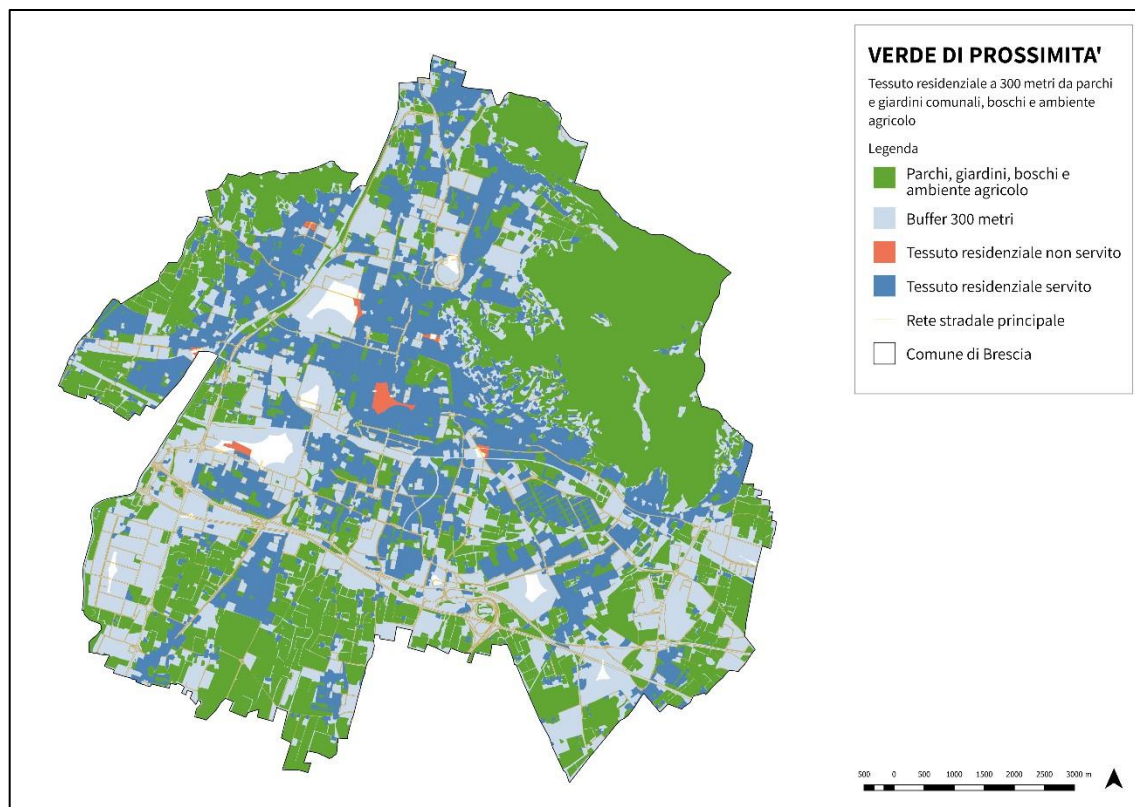 VERDE DI PROSSIMITA'
Tessuto residenziale a 300 metri da parchi
e giardini comunali, boschi e ambiente
agricolo
Legenda
Parchi, giardini, boschi e
ambiente agricolo
Buffer 300 metri
Tessuto residenziale non servito
Tessuto residenziale servito
Rete stradale principale
Comune di Brescia
500 0 500 1000 1500 2000 2500 3000 m